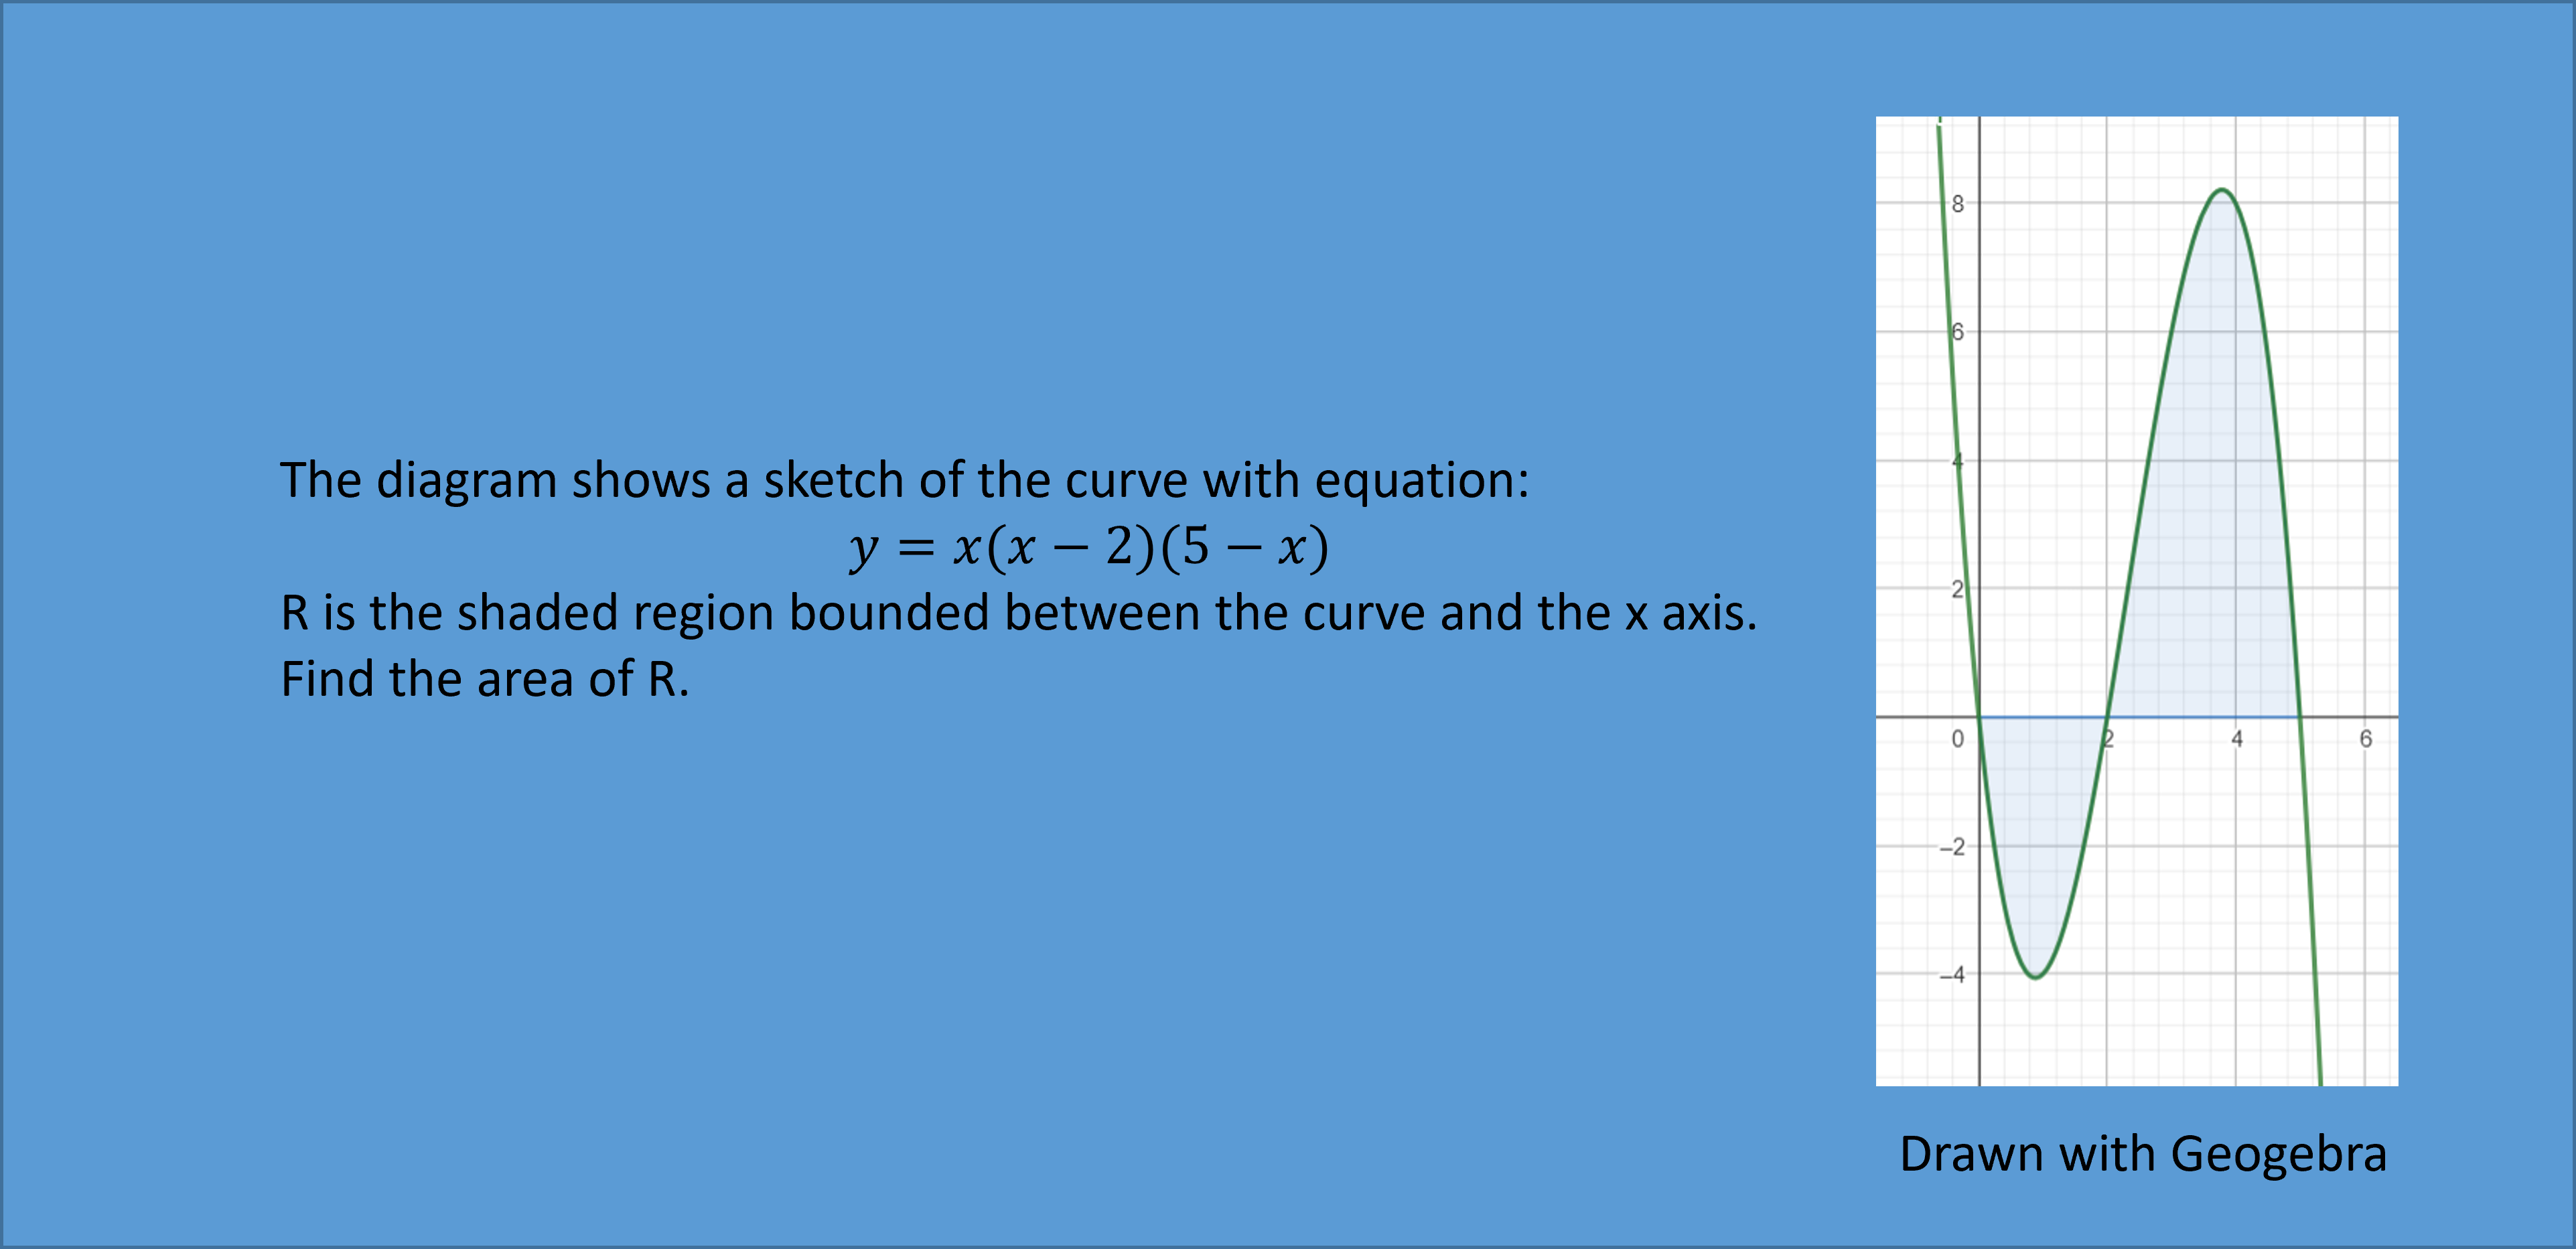 The diagram shows a sketch of the curve with equation:
y = x(x − 2)(5 − x)
R is the shaded region bounded between the curve and the x axis.
Find the area of R.
8
6
4
2
0
2
4
6
–2
–4
Drawn with Geogebra